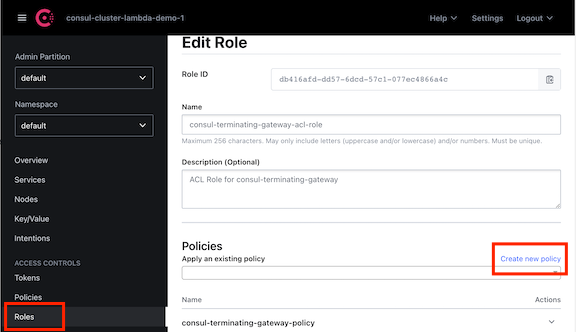 consul-cluster-lambda-demo-1
Help
Settings
Logout
Admin Partition
default
Namespace
default
Overview
Services
Nodes
Key/Value
Intentions
ACCESS CONTROLS
Tokens
Policies
Roles
Edit Role
Role ID
db416afd-dd57-6dcd-57c1-077ec4866a4c
Name
consul-terminating-gateway-acl-role
Maximum 256 characters. May only include letters (uppercase and/or lowercase) and/or numbers. Must be unique.
Description (Optional)
ACL Role for consul-terminating-gateway
Policies
Apply an existing policy
Create new policy
Name
Actions
consul-terminating-gateway-policy